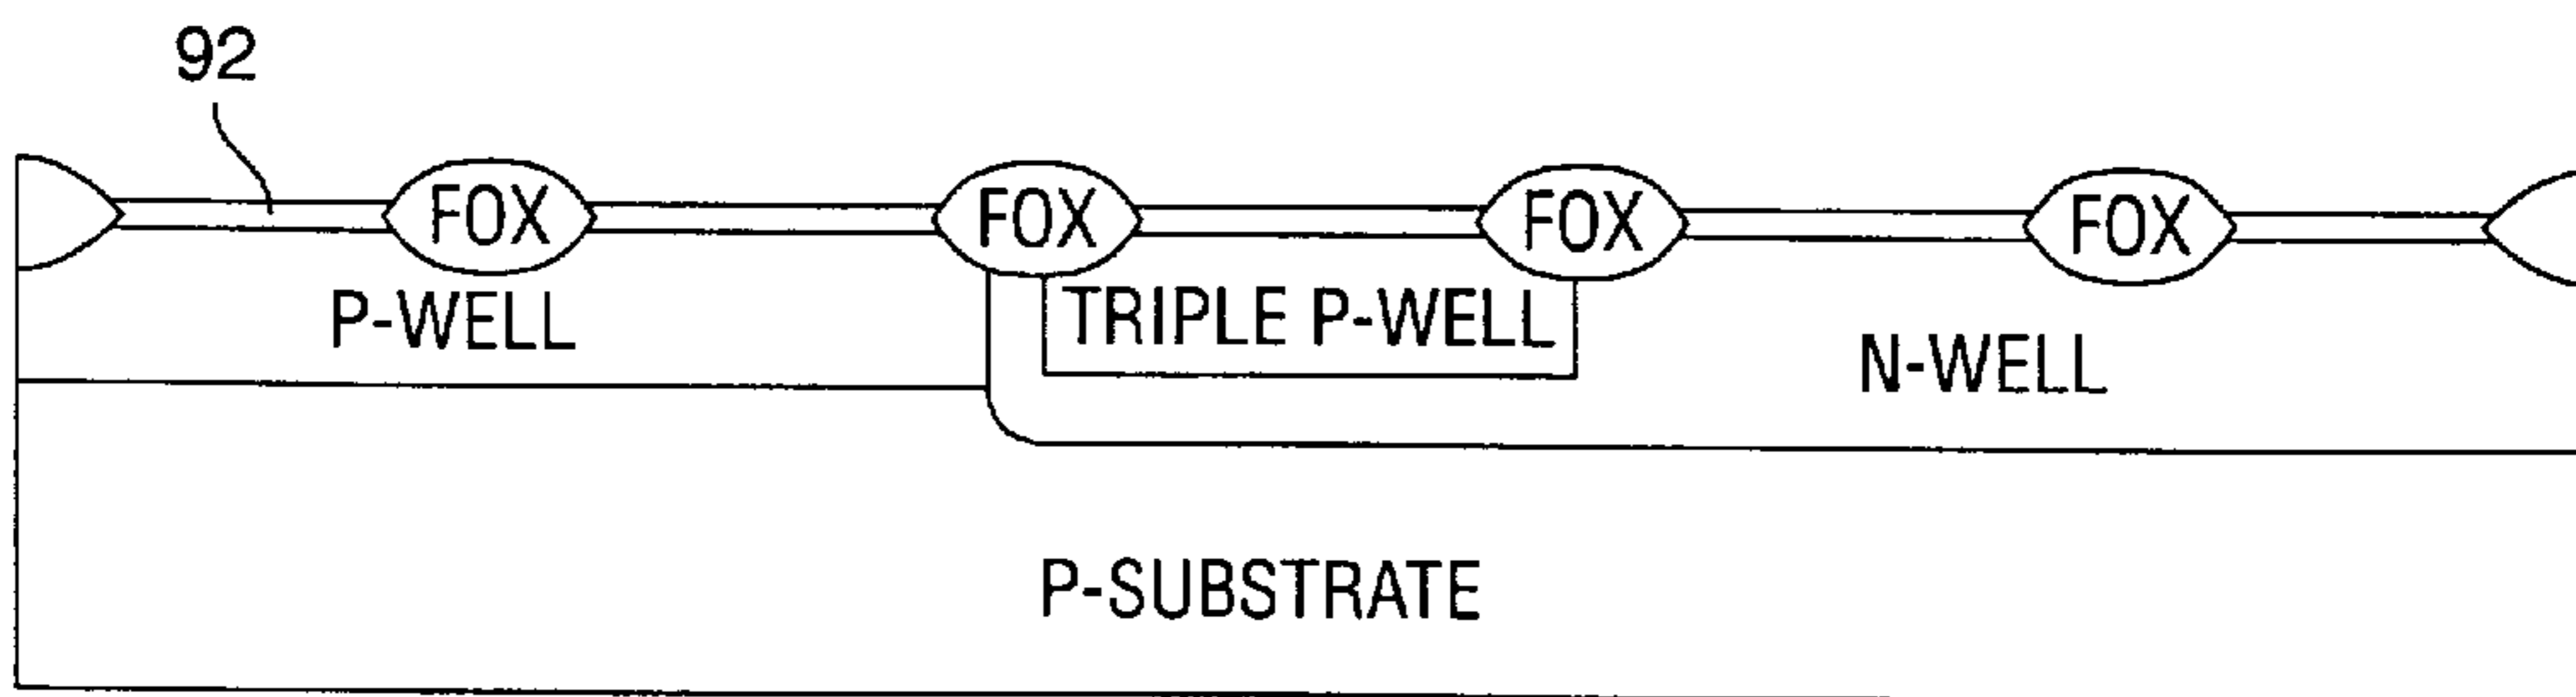 92
FOX FOX FOX FOX
P-WELL
TRIPLE P-WELL
N-WELL
P-SUBSTRATE